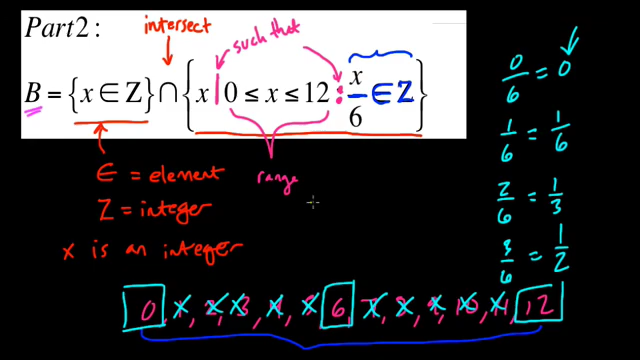 Part 2:
intersect
such that
B = {x ∈ Z} ∩ {x | 0 ≤ x ≤ 12 : x/6 ∈ Z}
∈ = element
Z = integer
x is an integer
range
0/6 = 0
1/6 = 1/6
2/6 = 1/3
3/6 = 1/2
0, 1, 2, 3, 4, 5, 6, 7, 8, 9, 10, 11, 12